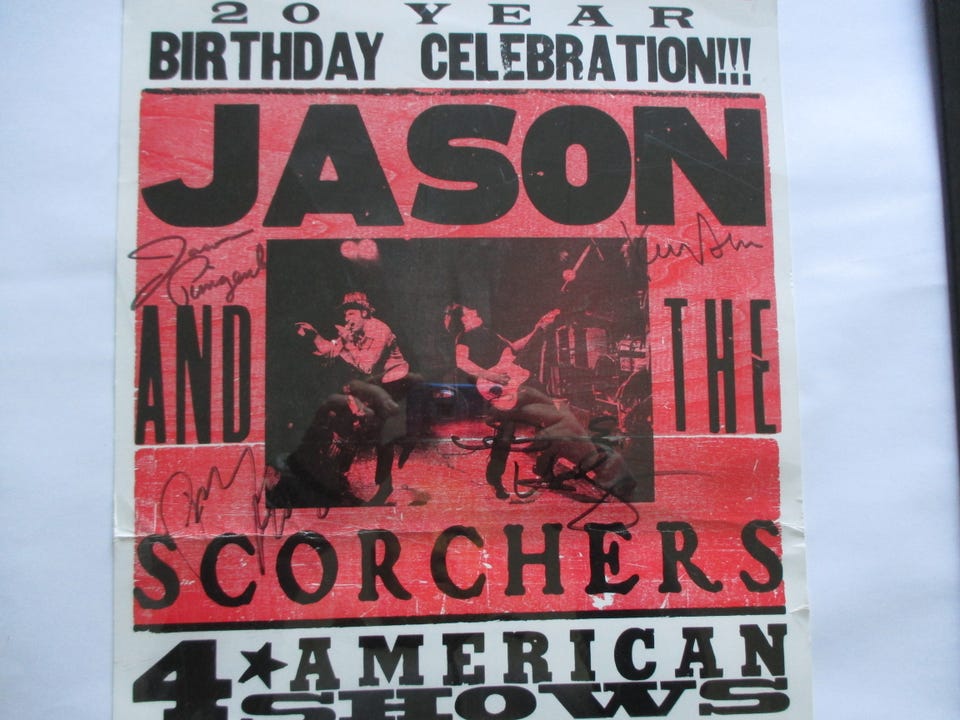 20 YEAR
BIRTHDAY CELEBRATION!!!
JASON
AND THE
SCORCHERS
4★AMERICAN
SHOWS